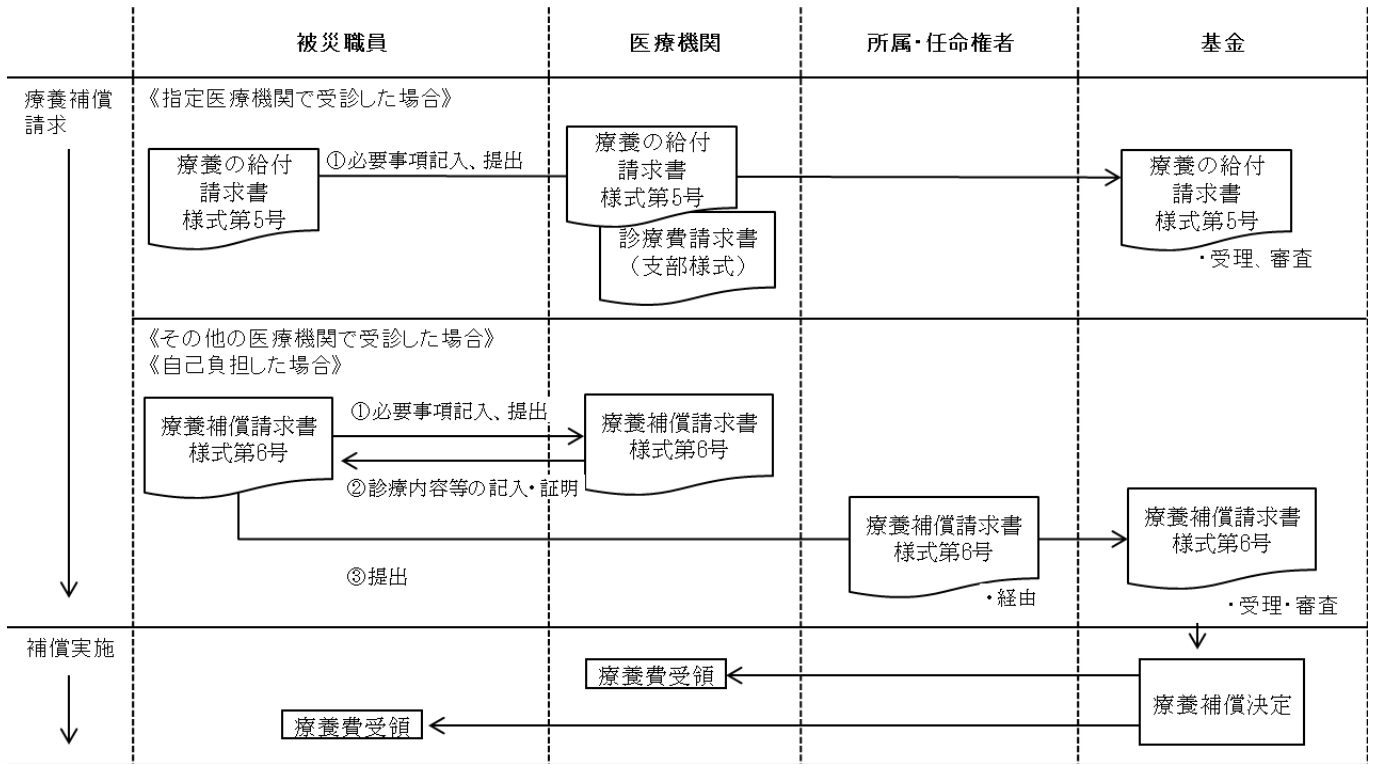 被災職員
医療機関
所属・任命権者
基金
療養補償
請求
《指定医療機関で受診した場合》
療養の給付
請求書
様式第5号
①必要事項記入、提出
療養の給付
請求書
様式第5号
診療費請求書
（支部様式）
療養の給付
請求書
様式第5号
・受理、審査
《その他の医療機関で受診した場合》
《自己負担した場合》
療養補償請求書
様式第6号
①必要事項記入、提出
療養補償請求書
様式第6号
②診療内容等の記入・証明
③提出
療養補償請求書
様式第6号
・経由
療養補償請求書
様式第6号
・受理・審査
補償実施
療養費受領
療養費受領
療養補償決定